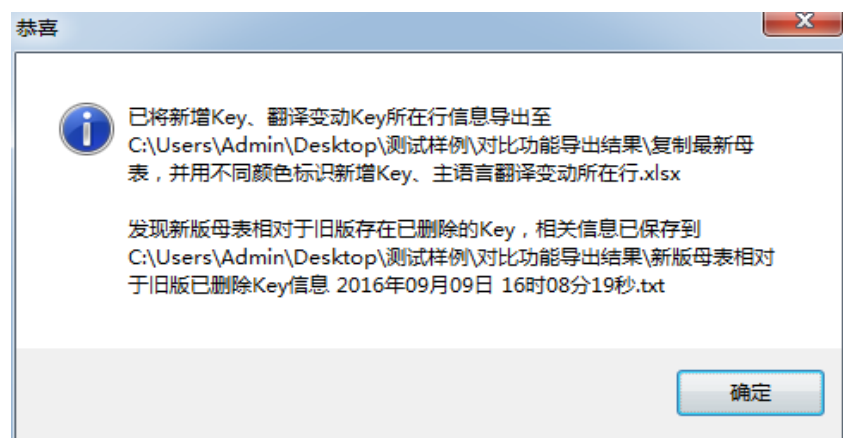 恭喜
已将新增Key、翻译变动Key所在行信息导出至
C:\Users\Admin\Desktop\测试样例\对比功能导出结果\复制最新母
表，并用不同颜色标识新增Key、主语言翻译变动所在行.xlsx
发现新版母表相对于旧版存在已删除的Key，相关信息已保存到
C:\Users\Admin\Desktop\测试样例\对比功能导出结果\新版母表相对
于旧版已删除Key信息 2016年09月09日 16时08分19秒.txt
确定